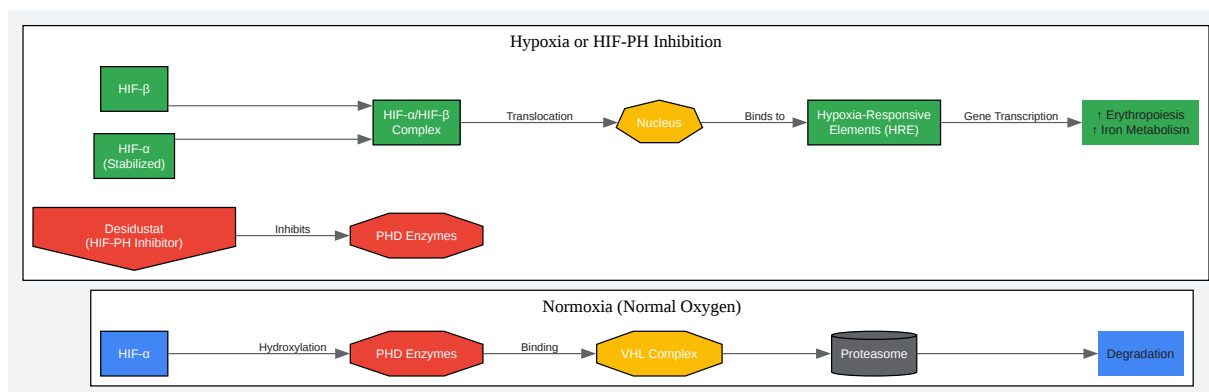 Hypoxia or HIF-PH Inhibition
HIF-β
HIF-α
(Stabilized)
HIF-α/HIF-β
Complex
Translocation
Nucleus
Binds to
Hypoxia-Responsive
Elements (HRE)
Gene Transcription
↑ Erythropoiesis
↑ Iron Metabolism
Desidustat
(HIF-PH Inhibitor)
Inhibits
PHD Enzymes
Normoxia (Normal Oxygen)
HIF-α
Hydroxylation
PHD Enzymes
Binding
VHL Complex
Proteasome
Degradation